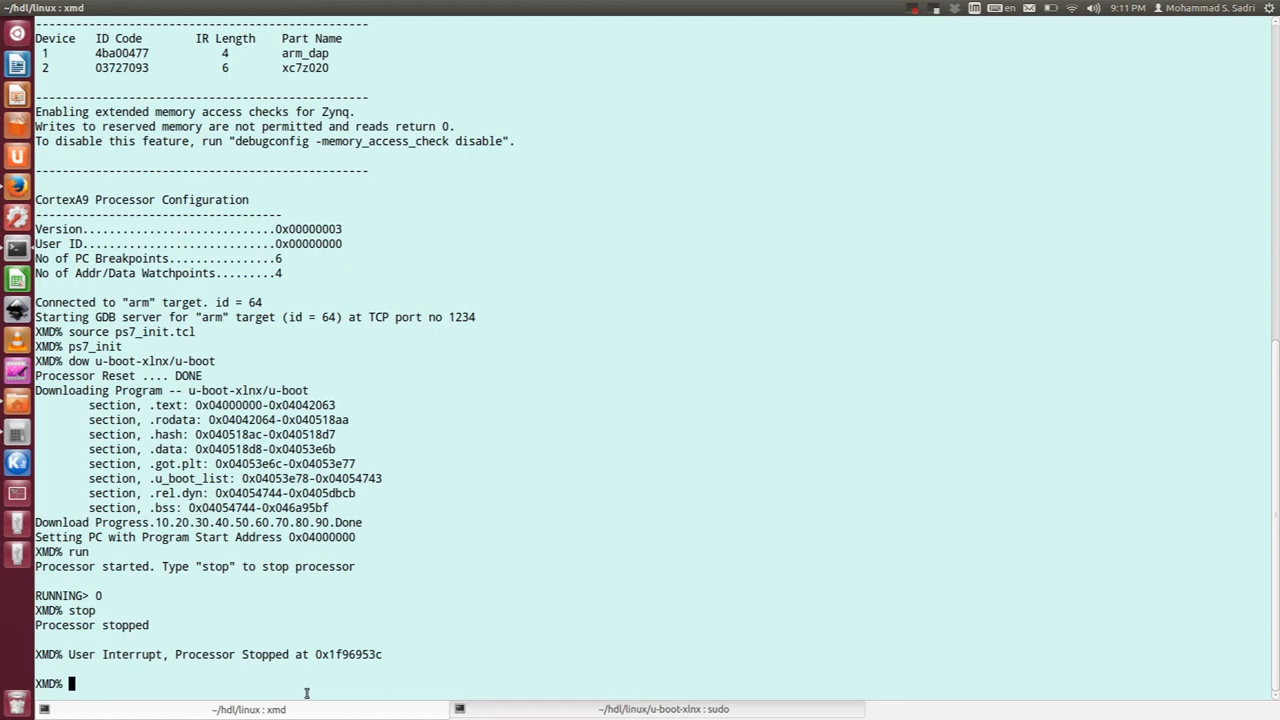 ~/hdl/linux : xmd
en
9:11 PM
Mohammad S. Sadri
-------------------------------------------------
Device   ID Code        IR Length    Part Name
1       4ba00477           4        arm_dap
2       03727093           6        xc7z020
-------------------------------------------------
Enabling extended memory access checks for Zynq.
Writes to reserved memory are not permitted and reads return 0.
To disable this feature, run "debugconfig -memory_access_check disable".
-------------------------------------------------
CortexA9 Processor Configuration
-------------------------------------
Version.............................0x00000003
User ID.............................0x00000000
No of PC Breakpoints................6
No of Addr/Data Watchpoints.........4
Connected to "arm" target. id = 64
Starting GDB server for "arm" target (id = 64) at TCP port no 1234
XMD% source ps7_init.tcl
XMD% ps7_init
XMD% dow u-boot-xlnx/u-boot
Processor Reset .... DONE
Downloading Program -- u-boot-xlnx/u-boot
section, .text: 0x04000000-0x04042063
section, .rodata: 0x04042064-0x040518aa
section, .hash: 0x040518ac-0x040518d7
section, .data: 0x040518d8-0x04053e6b
section, .got.plt: 0x04053e6c-0x04053e77
section, .u_boot_list: 0x04053e78-0x04054743
section, .rel.dyn: 0x04054744-0x0405dbcb
section, .bss: 0x04054744-0x046a95bf
Download Progress.10.20.30.40.50.60.70.80.90.Done
Setting PC with Program Start Address 0x04000000
XMD% run
Processor started. Type "stop" to stop processor
RUNNING> 0
XMD% stop
Processor stopped
XMD% User Interrupt, Processor Stopped at 0x1f96953c
XMD%
~/hdl/linux : xmd
~/hdl/linux/u-boot-xlnx : sudo